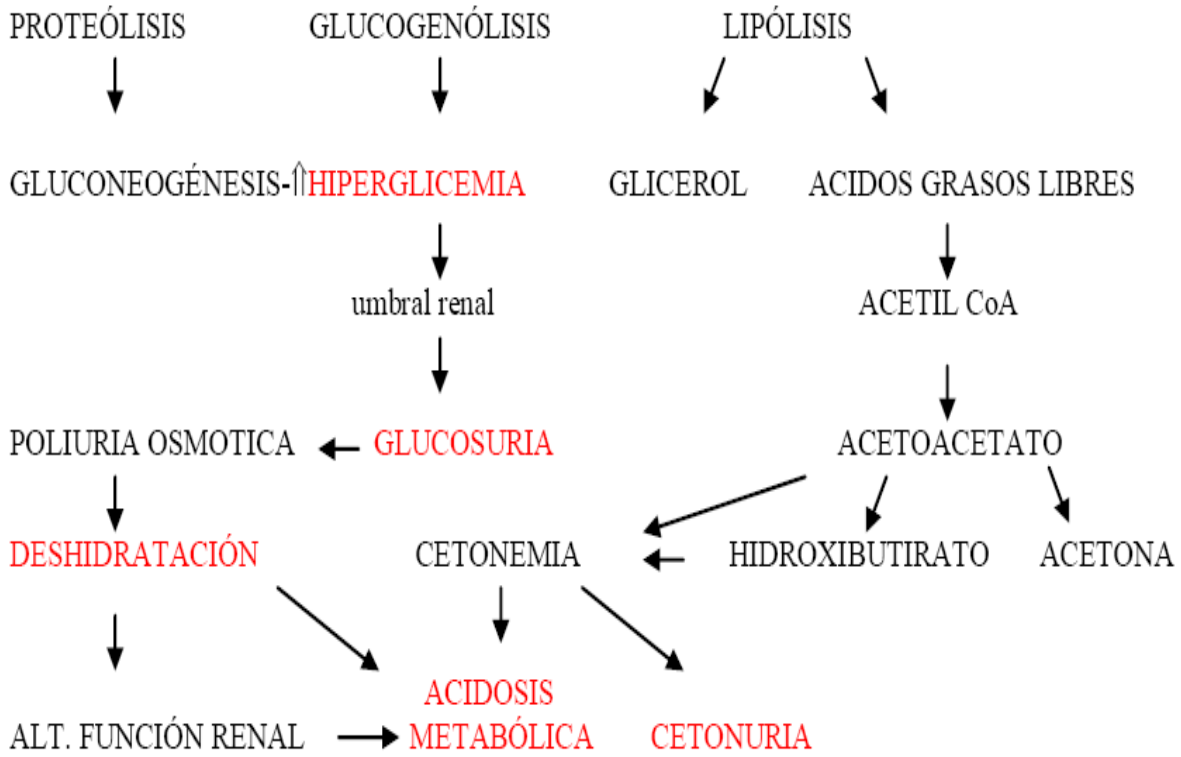 PROTEÓLISIS GLUCOGENÓLISIS LIPÓLISIS
GLUCONEOGÉNESIS-⇑HIPERGLICEMIA GLICEROL ACIDOS GRASOS LIBRES
umbral renal ACETIL CoA
POLIURIA OSMOTICA GLUCOSURIA ACETOACETATO
DESHIDRATACIÓN CETONEMIA HIDROXIBUTIRATO ACETONA
ACIDOSIS
ALT. FUNCIÓN RENAL METABÓLICA CETONURIA